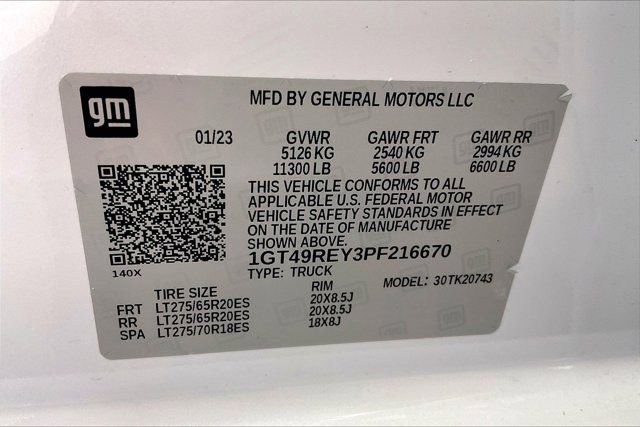 gm
MFD BY GENERAL MOTORS LLC
01/23 GVWR GAWR FRT GAWR RR
5126 KG 2540 KG 2994 KG
11300 LB 5600 LB 6600 LB
THIS VEHICLE CONFORMS TO ALL
APPLICABLE U.S. FEDERAL MOTOR
VEHICLE SAFETY STANDARDS IN EFFECT
ON THE DATE OF MANUFACTURE
SHOWN ABOVE.
140X 1GT49REY3PF216670
TYPE: TRUCK MODEL: 30TK20743
TIRE SIZE RIM
FRT LT275/65R20ES 20X8.5J
RR LT275/65R20ES 20X8.5J
SPA LT275/70R18ES 18X8J